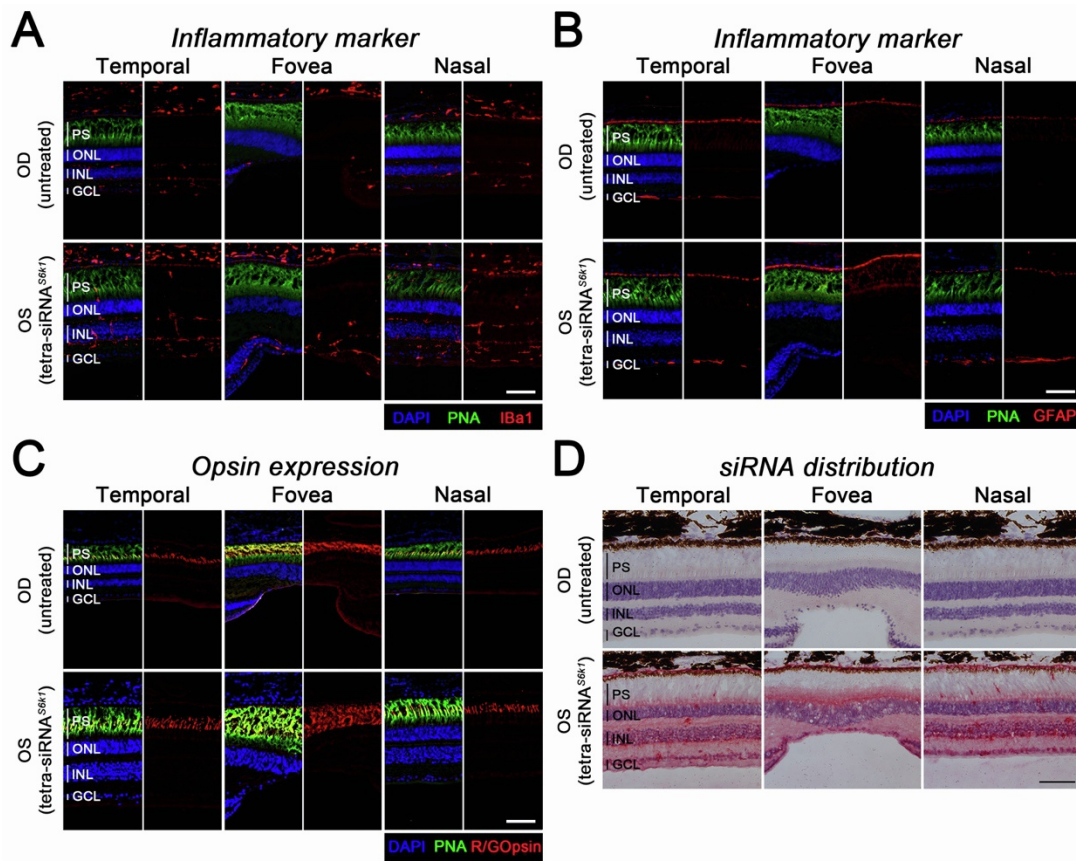 A
Inflammatory marker
Temporal Fovea Nasal
OD
(untreated)
PS
ONL
INL
GCL
OS
(tetra-siRNA^S6k1)
PS
ONL
INL
GCL
DAPI PNA IBa1
B
Inflammatory marker
Temporal Fovea Nasal
OD
(untreated)
PS
ONL
INL
GCL
OS
(tetra-siRNA^S6k1)
PS
ONL
INL
GCL
DAPI PNA GFAP
C
Opsin expression
Temporal Fovea Nasal
OD
(untreated)
PS
ONL
INL
GCL
OS
(tetra-siRNA^S6k1)
PS
ONL
INL
GCL
DAPI PNA R/GOpsin
D
siRNA distribution
Temporal Fovea Nasal
OD
(untreated)
PS
ONL
INL
GCL
OS
(tetra-siRNA^S6k1)
PS
ONL
INL
GCL